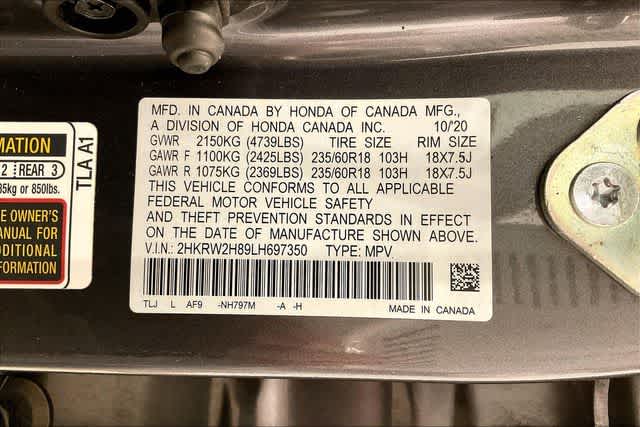 MFD. IN CANADA BY HONDA OF CANADA MFG.,
A DIVISION OF HONDA CANADA INC. 10/'20
GVWR 2150KG (4739LBS) TIRE SIZE RIM SIZE
GAWR F 1100KG (2425LBS) 235/60R18 103H 18X7.5J
GAWR R 1075KG (2369LBS) 235/60R18 103H 18X7.5J
THIS VEHICLE CONFORMS TO ALL APPLICABLE
FEDERAL MOTOR VEHICLE SAFETY
AND THEFT PREVENTION STANDARDS IN EFFECT
ON THE DATE OF MANUFACTURE SHOWN ABOVE.
V.I.N.: 2HKRW2H89LH697350 TYPE: MPV
TLJ L AF9 -NH797M -A -H MADE IN CANADA
MATION
2 REAR 3
35kg or 850lbs.
E OWNER'S
ANUAL FOR
DDITIONAL
FORMATION
TLA A1